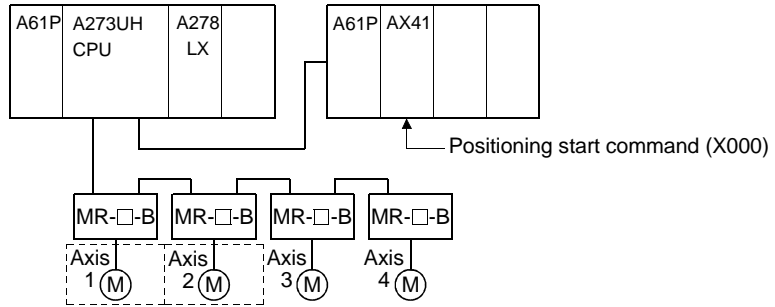 A61P A273UH CPU A278 LX
A61P AX41
Positioning start command (X000)
MR-□-B MR-□-B MR-□-B MR-□-B
Axis 1 M Axis 2 M Axis 3 M Axis 4 M